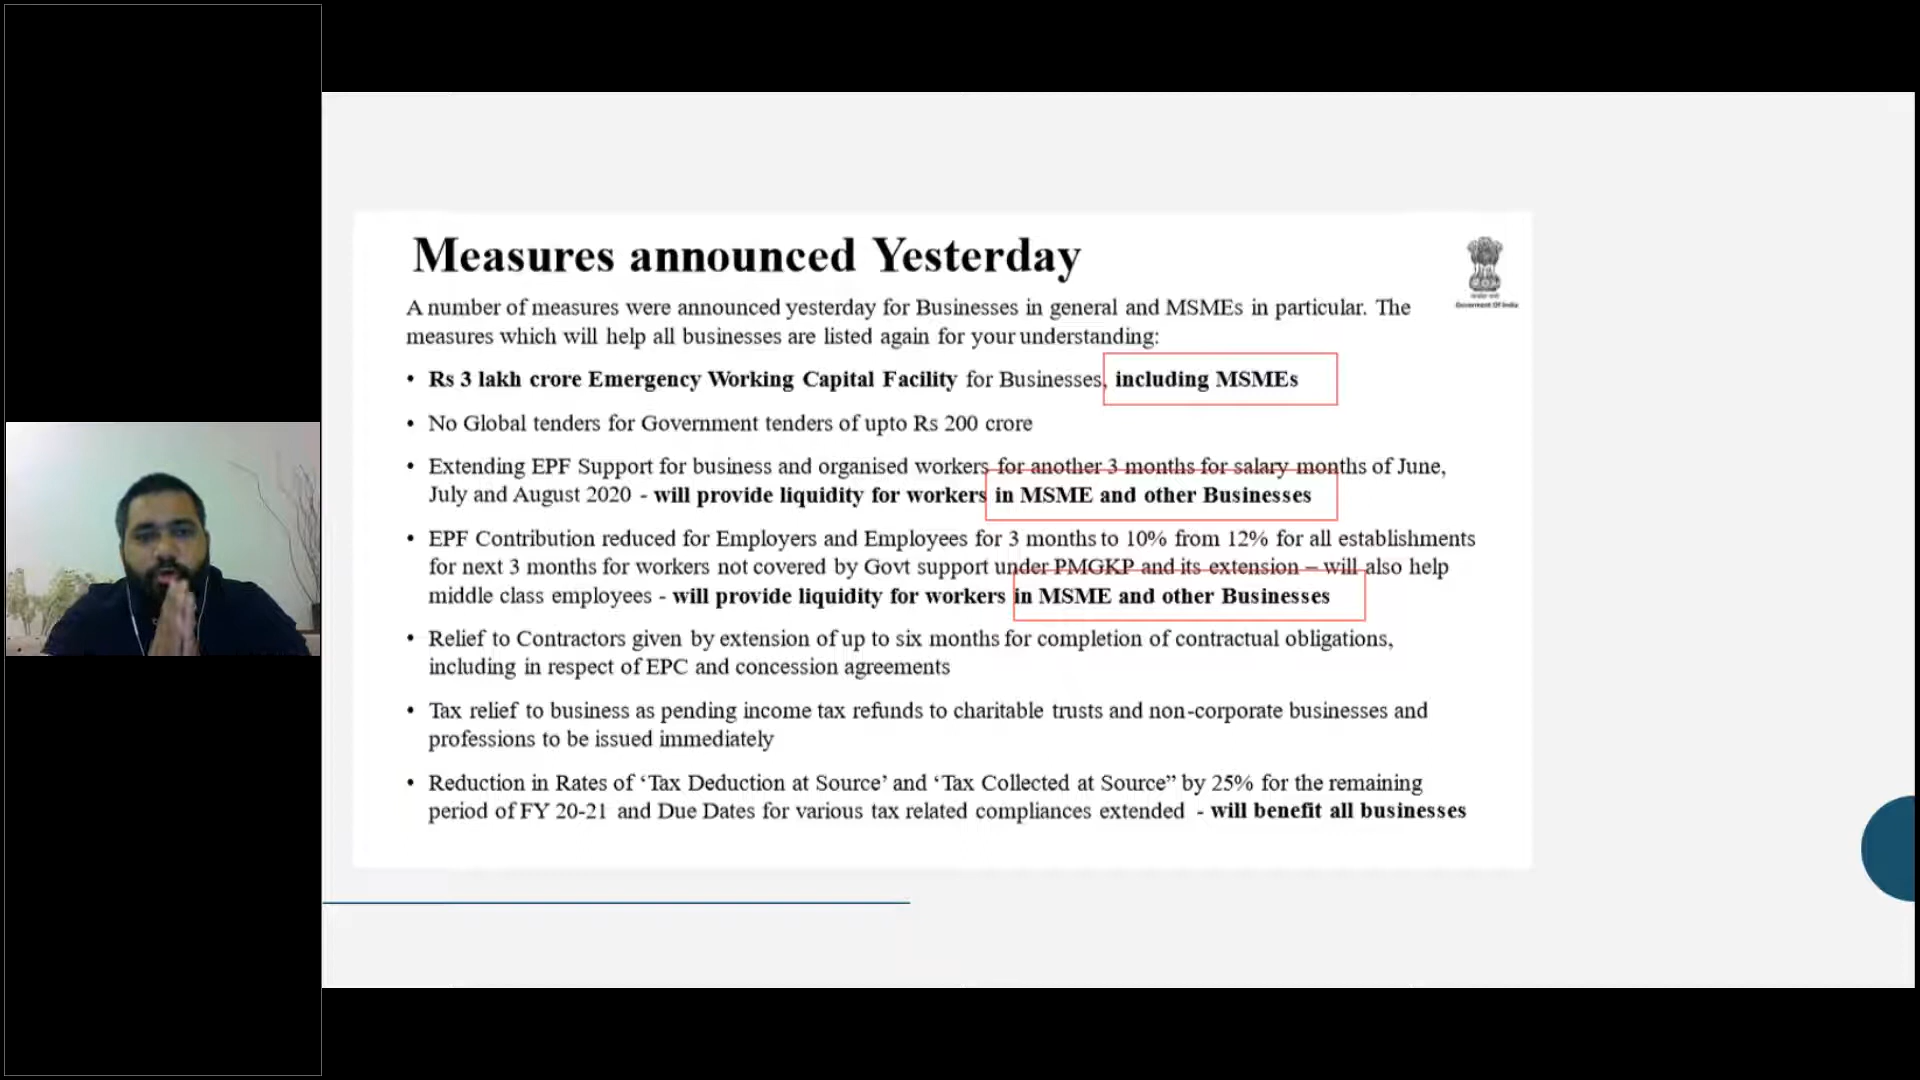 Measures announced Yesterday
Government Of India
A number of measures were announced yesterday for Businesses in general and MSMEs in particular. The
measures which will help all businesses are listed again for your understanding:
• Rs 3 lakh crore Emergency Working Capital Facility for Businesses, including MSMEs
• No Global tenders for Government tenders of upto Rs 200 crore
• Extending EPF Support for business and organised workers for another 3 months for salary months of June,
July and August 2020 - will provide liquidity for workers in MSME and other Businesses
• EPF Contribution reduced for Employers and Employees for 3 months to 10% from 12% for all establishments
for next 3 months for workers not covered by Govt support under PMGKP and its extension – will also help
middle class employees - will provide liquidity for workers in MSME and other Businesses
• Relief to Contractors given by extension of up to six months for completion of contractual obligations,
including in respect of EPC and concession agreements
• Tax relief to business as pending income tax refunds to charitable trusts and non-corporate businesses and
professions to be issued immediately
• Reduction in Rates of ‘Tax Deduction at Source’ and ‘Tax Collected at Source” by 25% for the remaining
period of FY 20-21 and Due Dates for various tax related compliances extended - will benefit all businesses